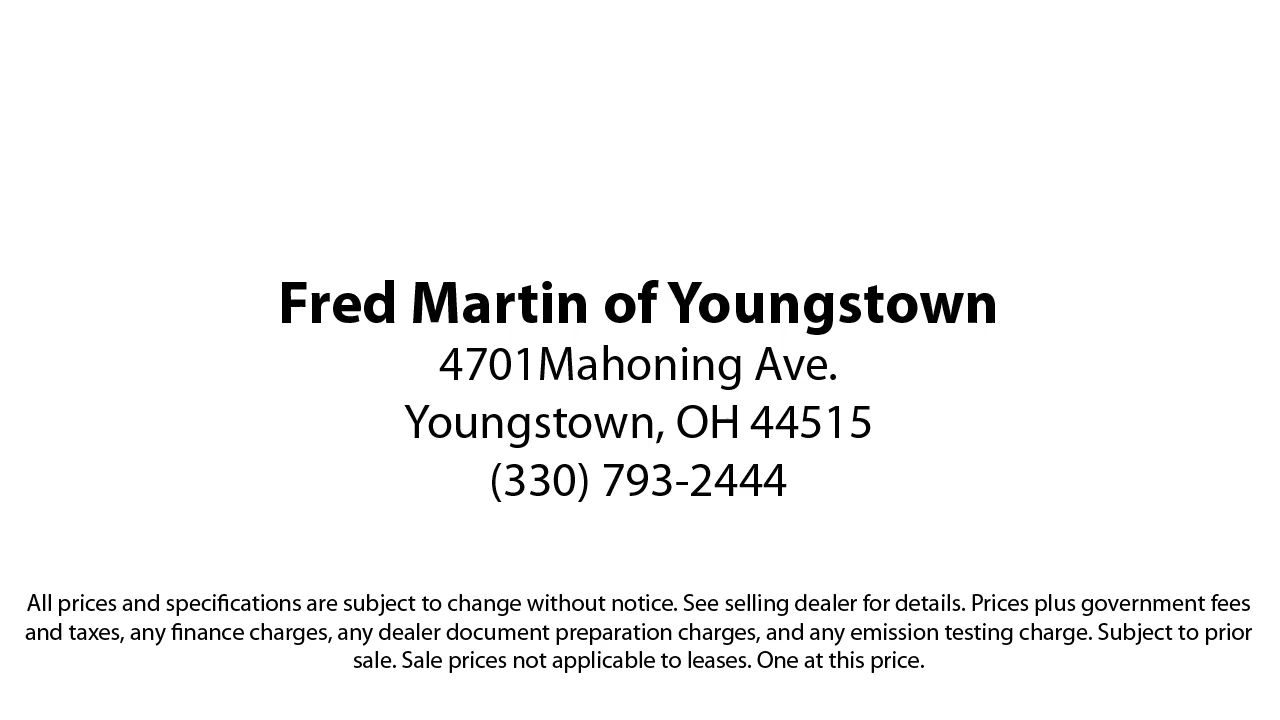 Fred Martin of Youngstown
4701Mahoning Ave.
Youngstown, OH 44515
(330) 793-2444
All prices and specifications are subject to change without notice. See selling dealer for details. Prices plus government fees
and taxes, any finance charges, any dealer document preparation charges, and any emission testing charge. Subject to prior
sale. Sale prices not applicable to leases. One at this price.